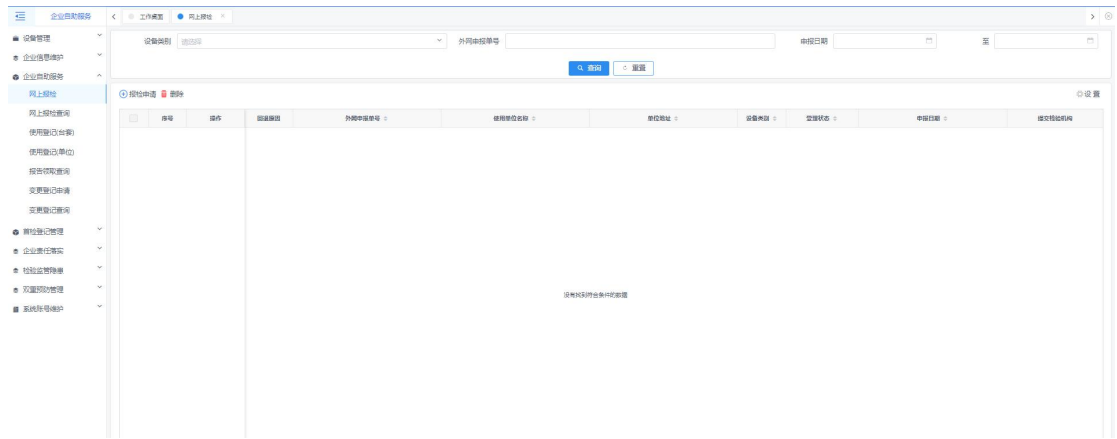 企业自助服务
工作桌面
网上报检
设备管理
企业信息维护
企业自助服务
网上报检
网上报检查询
使用登记(台套)
使用登记(单位)
报告领取查询
变更登记申请
变更登记查询
首检登记管理
企业责任落实
检验监管隐患
双重预防管理
系统账号维护
设备类别 请选择 外网申报单号 申报日期 至
查询 重置
报检申请 删除 设置
序号 操作 回退原因 外网申报单号 使用单位名称 单位地址 设备类别 受理状态 申报日期 提交检验机构
没有找到符合条件的数据